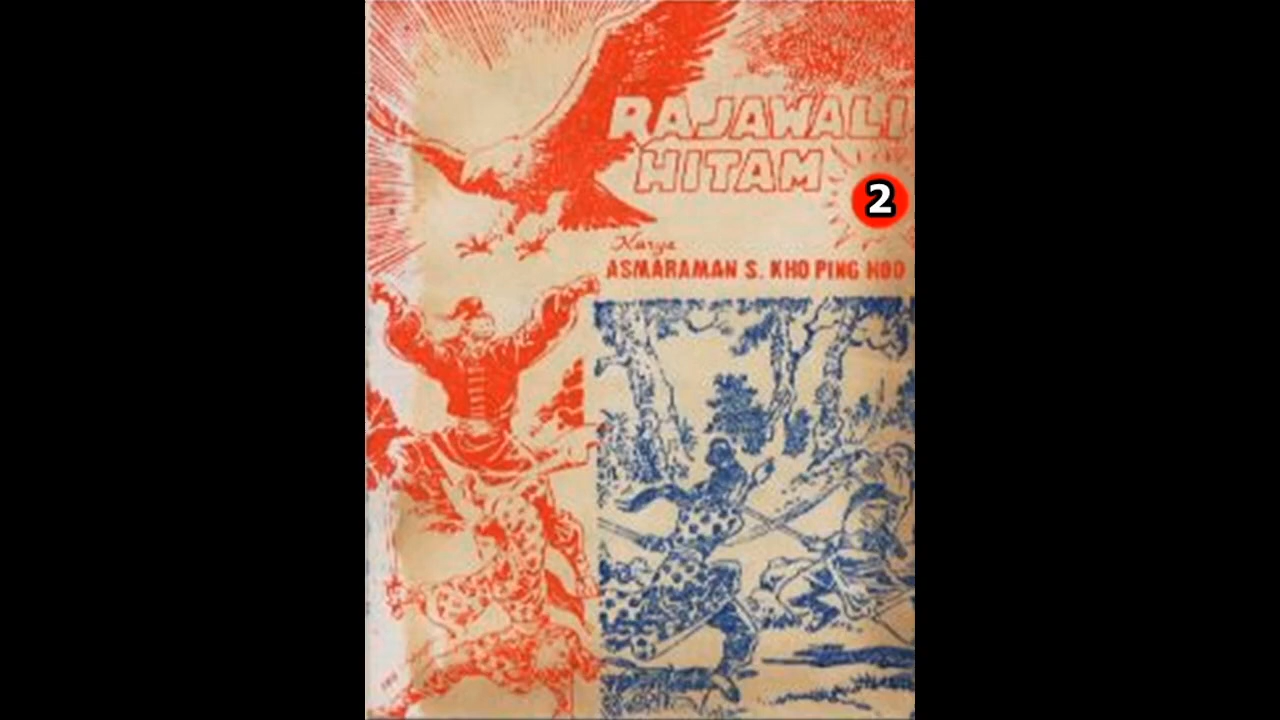 RAJAWALI
HITAM
2
Karya
ASMARAMAN S. KHO PING HOO